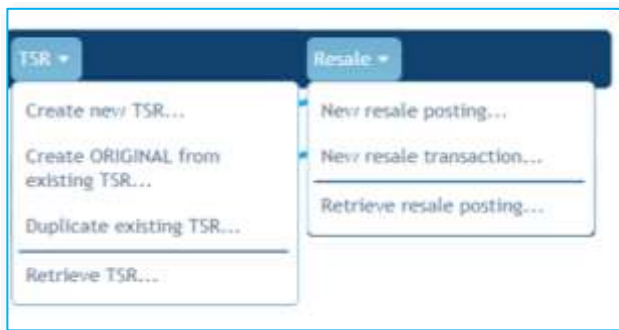 TSR
Resale
Create new TSR...
Create ORIGINAL from
existing TSR...
Duplicate existing TSR...
Retrieve TSR...
New resale posting...
New resale transaction...
Retrieve resale posting...